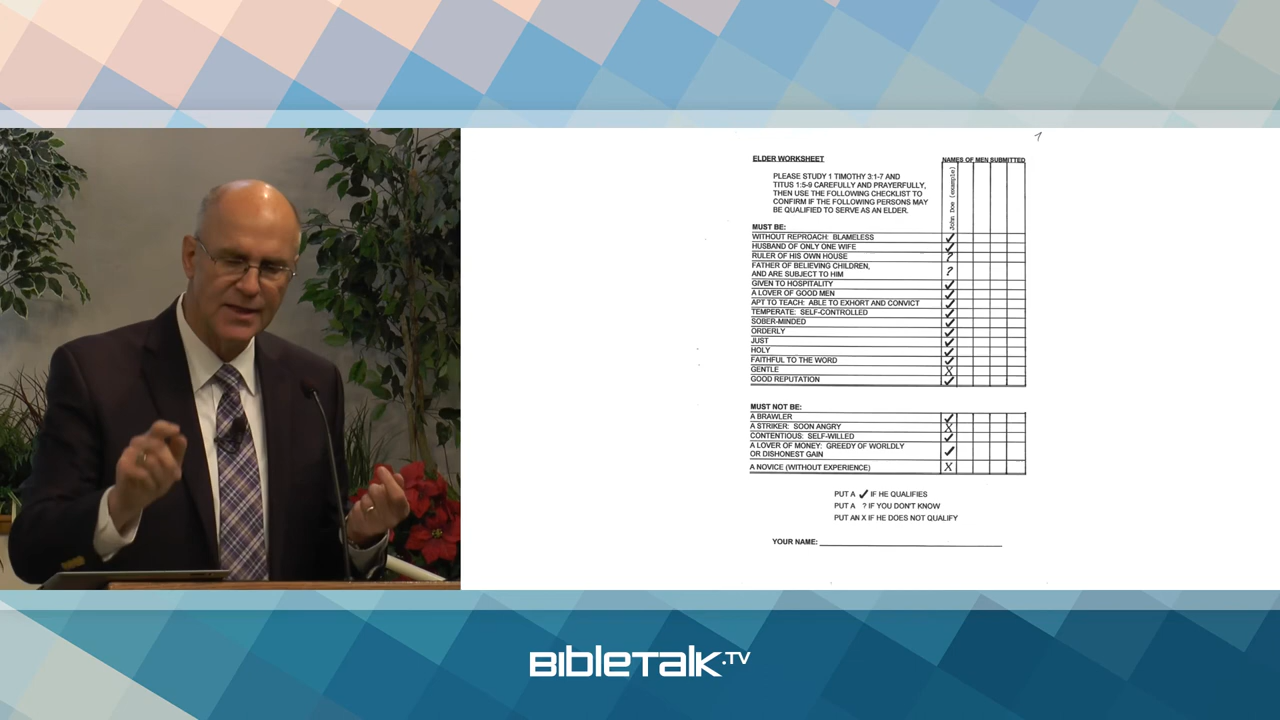 ELDER WORKSHEET
NAMES OF MEN SUBMITTED
PLEASE STUDY 1 TIMOTHY 3:1-7 AND
TITUS 1:5-9 CAREFULLY AND PRAYERFULLY,
THEN USE THE FOLLOWING CHECKLIST TO
CONFIRM IF THE FOLLOWING PERSONS MAY
BE QUALIFIED TO SERVE AS AN ELDER.
John Doe (example)
MUST BE:
WITHOUT REPROACH: BLAMELESS ✓
HUSBAND OF ONLY ONE WIFE ✓
RULER OF HIS OWN HOUSE ?
FATHER OF BELIEVING CHILDREN,
AND ARE SUBJECT TO HIM ?
GIVEN TO HOSPITALITY ✓
A LOVER OF GOOD MEN ✓
APT TO TEACH: ABLE TO EXHORT AND CONVICT ✓
TEMPERATE: SELF-CONTROLLED ✓
SOBER-MINDED ✓
ORDERLY ✓
JUST ✓
HOLY ✓
FAITHFUL TO THE WORD ✓
GENTLE X
GOOD REPUTATION ✓
MUST NOT BE:
A BRAWLER ✓
A STRIKER: SOON ANGRY X
CONTENTIOUS: SELF-WILLED ✓
A LOVER OF MONEY: GREEDY OF WORLDLY
OR DISHONEST GAIN ✓
A NOVICE (WITHOUT EXPERIENCE) X
PUT A ✓ IF HE QUALIFIES
PUT A ? IF YOU DON'T KNOW
PUT AN X IF HE DOES NOT QUALIFY
YOUR NAME:
BIBLETALK.TV